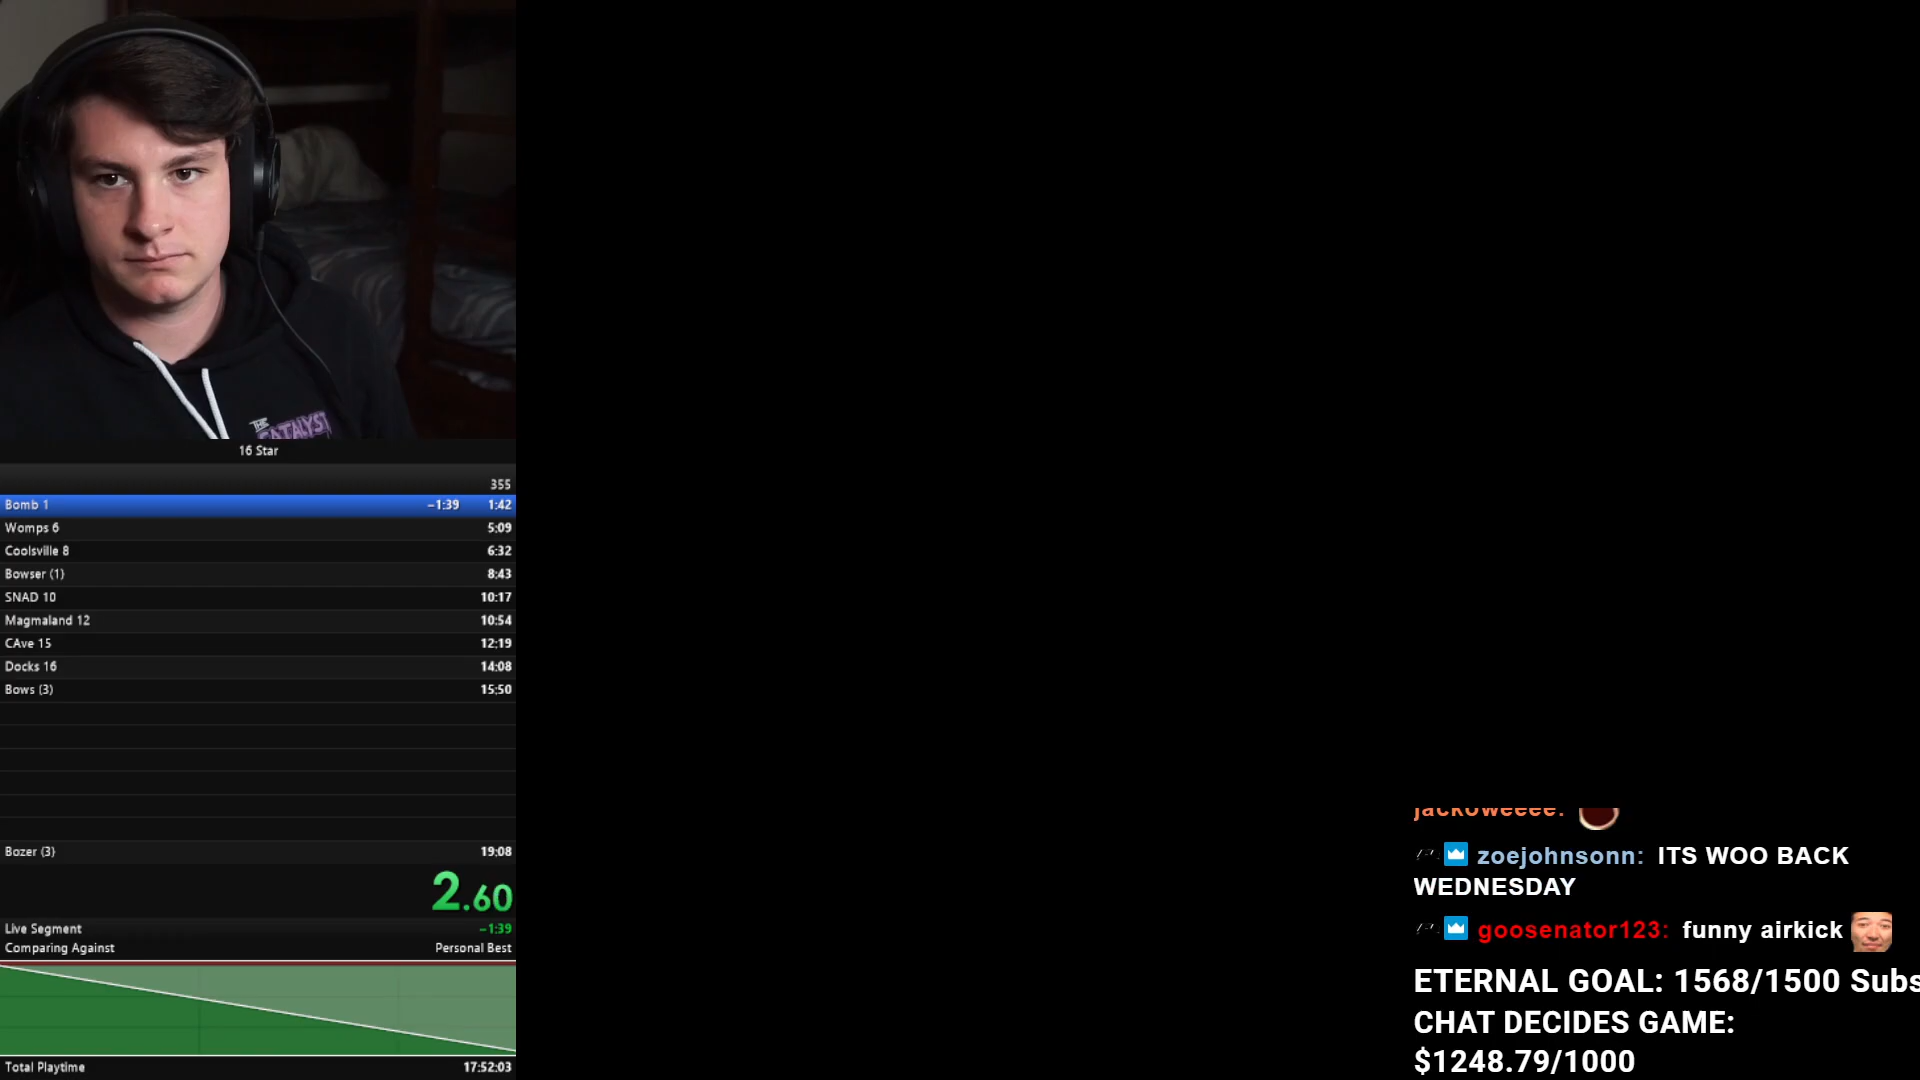 THE
CATALYST
16 Star
355
Bomb 1 −1:39 1:42
Womps 6 5:09
Coolsville 8 6:32
Bowser (1) 8:43
SNAD 10 10:17
Magmaland 12 10:54
CAve 15 12:19
Docks 16 14:08
Bows (3) 15:50
Bozer (3) 19:08
2.60
Live Segment −1:39
Comparing Against Personal Best
Total Playtime 17:52:03
jackoweeee:
zoejohnsonn: ITS WOO BACK
WEDNESDAY
goosenator123: funny airkick
ETERNAL GOAL: 1568/1500 Subs
CHAT DECIDES GAME:
$1248.79/1000